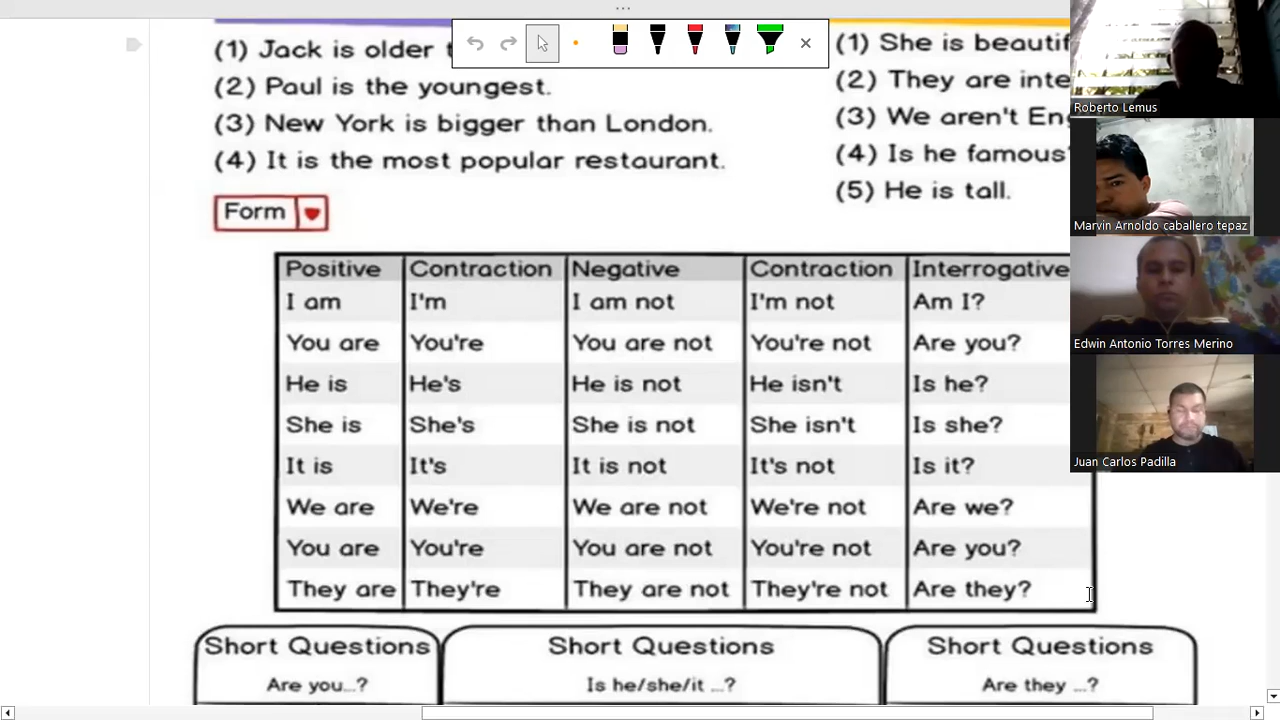 (1) Jack is older
(2) Paul is the youngest.
(3) New York is bigger than London.
(4) It is the most popular restaurant.
(1) She is
(2) They are
(3) We aren't
(4) Is he famous
(5) He is tall.
Form
Positive Contraction Negative Contraction Interrogative
I am I'm I am not I'm not Am I?
You are You're You are not You're not Are you?
He is He's He is not He isn't Is he?
She is She's She is not She isn't Is she?
It is It's It is not It's not Is it?
We are We're We are not We're not Are we?
You are You're You are not You're not Are you?
They are They're They are not They're not Are they?
Short Questions
Are you...?
Short Questions
Is he/she/it ...?
Short Questions
Are they ...?
Roberto Lemus
Marvin Arnoldo caballero tepaz
Edwin Antonio Torres Merino
Juan Carlos Padilla